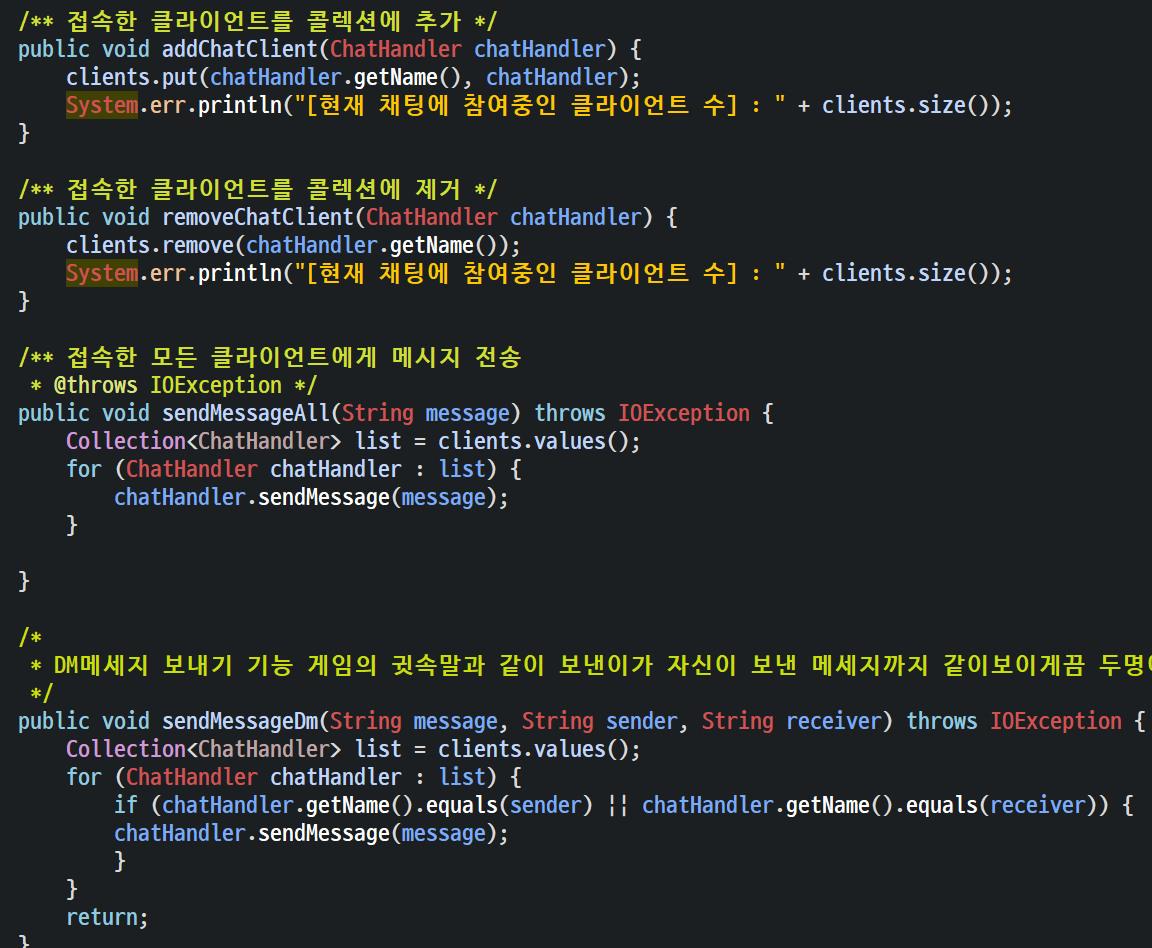 /** 접속한 클라이언트를 콜렉션에 추가 */
public void addChatClient(ChatHandler chatHandler) {
    clients.put(chatHandler.getName(), chatHandler);
    System.err.println("[현재 채팅에 참여중인 클라이언트 수] : " + clients.size());
}

/** 접속한 클라이언트를 콜렉션에 제거 */
public void removeChatClient(ChatHandler chatHandler) {
    clients.remove(chatHandler.getName());
    System.err.println("[현재 채팅에 참여중인 클라이언트 수] : " + clients.size());
}

/** 접속한 모든 클라이언트에게 메시지 전송
 * @throws IOException */
public void sendMessageAll(String message) throws IOException {
    Collection<ChatHandler> list = clients.values();
    for (ChatHandler chatHandler : list) {
        chatHandler.sendMessage(message);
    }

}

/*
 * DM메세지 보내기 기능 게임의 귓속말과 같이 보낸이가 자신이 보낸 메세지까지 같이보이게끔 두명
 */
public void sendMessageDm(String message, String sender, String receiver) throws IOException {
    Collection<ChatHandler> list = clients.values();
    for (ChatHandler chatHandler : list) {
        if (chatHandler.getName().equals(sender) || chatHandler.getName().equals(receiver)) {
        chatHandler.sendMessage(message);
        }
    }
    return;
}